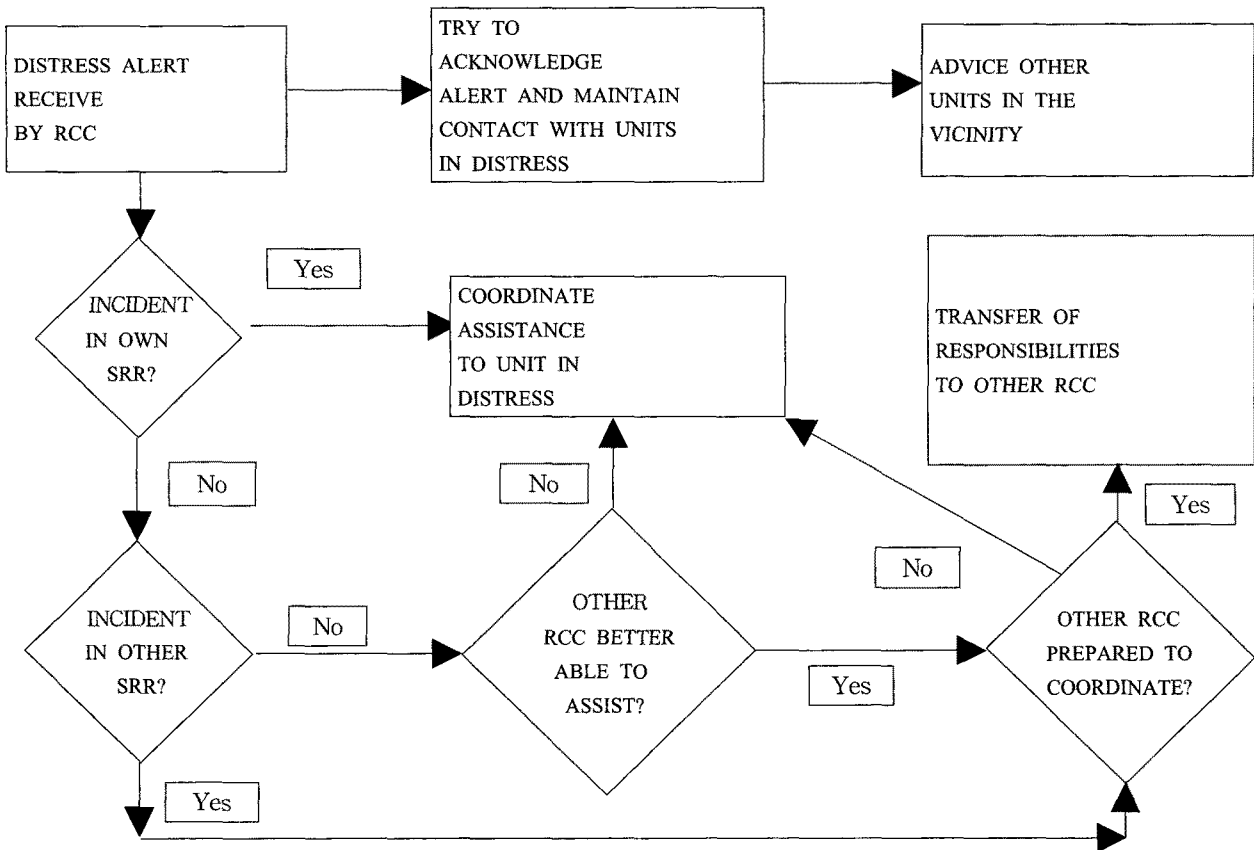 DISTRESS ALERT
RECEIVE
BY RCC
TRY TO
ACKNOWLEDGE
ALERT AND MAINTAIN
CONTACT WITH UNITS
IN DISTRESS
ADVICE OTHER
UNITS IN THE
VICINITY
INCIDENT
IN OWN
SRR?
Yes
COORDINATE
ASSISTANCE
TO UNIT IN
DISTRESS
TRANSFER OF
RESPONSIBILITIES
TO OTHER RCC
No
No
Yes
No
INCIDENT
IN OTHER
SRR?
No
OTHER
RCC BETTER
ABLE TO
ASSIST?
Yes
OTHER RCC
PREPARED TO
COORDINATE?
Yes